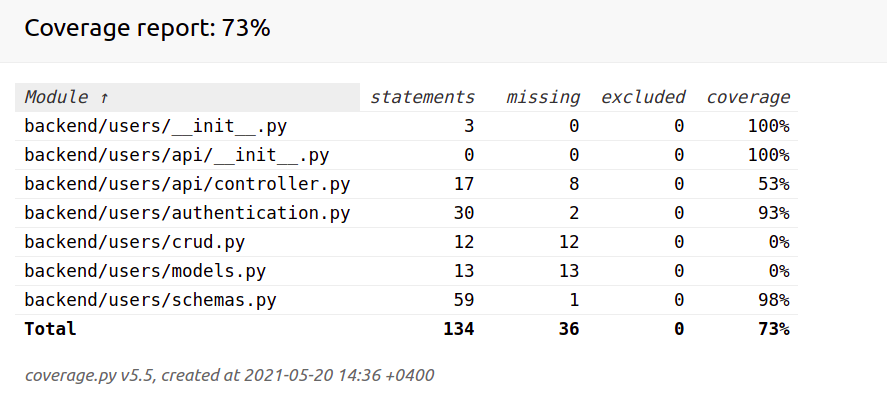 Coverage report: 73%
Module ↑ statements missing excluded coverage
backend/users/__init__.py 3 0 0 100%
backend/users/api/__init__.py 0 0 0 100%
backend/users/api/controller.py 17 8 0 53%
backend/users/authentication.py 30 2 0 93%
backend/users/crud.py 12 12 0 0%
backend/users/models.py 13 13 0 0%
backend/users/schemas.py 59 1 0 98%
Total 134 36 0 73%
coverage.py v5.5, created at 2021-05-20 14:36 +0400